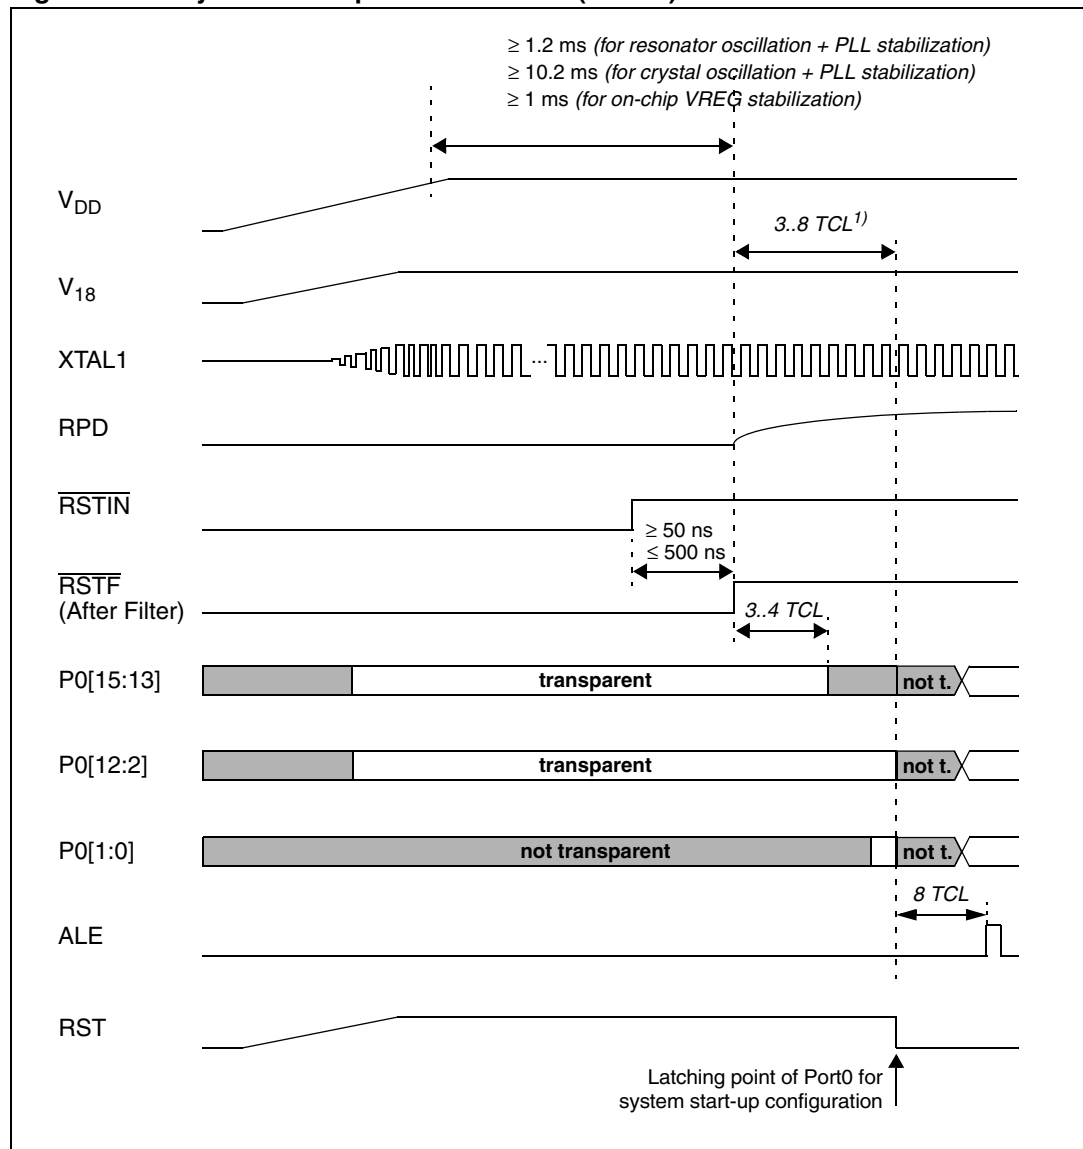 ≥ 1.2 ms (for resonator oscillation + PLL stabilization)
≥ 10.2 ms (for crystal oscillation + PLL stabilization)
≥ 1 ms (for on-chip VREG stabilization)
VDD
3..8 TCL1)
V18
XTAL1
...
RPD
RSTIN
≥ 50 ns
≤ 500 ns
RSTF
(After Filter)
3..4 TCL
P0[15:13]
transparent
not t.
P0[12:2]
transparent
not t.
P0[1:0]
not transparent
not t.
8 TCL
ALE
RST
Latching point of Port0 for
system start-up configuration